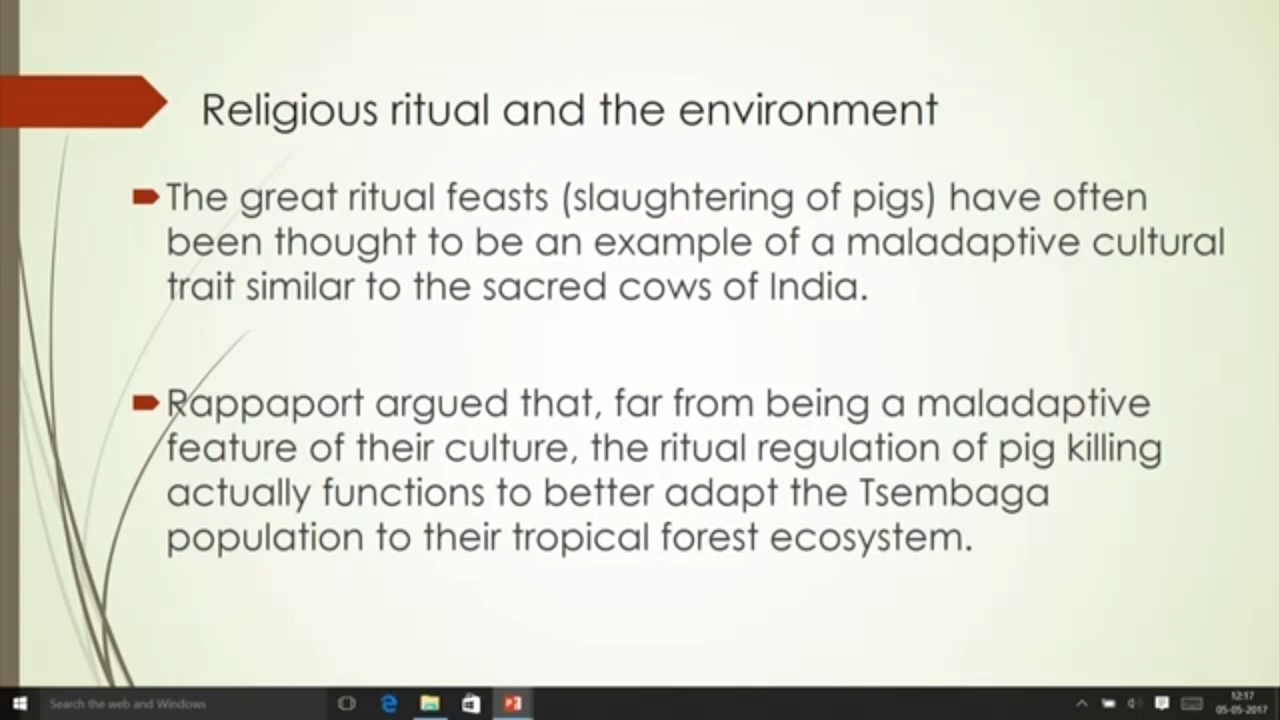 Religious ritual and the environment
The great ritual feasts (slaughtering of pigs) have often
been thought to be an example of a maladaptive cultural
trait similar to the sacred cows of India.
Rappaport argued that, far from being a maladaptive
feature of their culture, the ritual regulation of pig killing
actually functions to better adapt the Tsembaga
population to their tropical forest ecosystem.
Search the web and Windows
12:17
05-05-2017